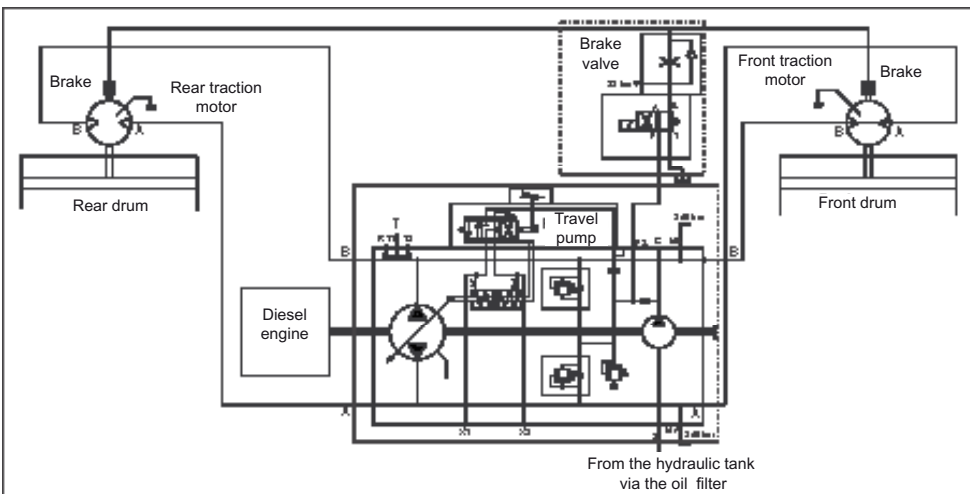 Brake
valve
Brake
Rear traction
motor
Front traction
motor
Brake
B
A
B
A
Rear drum
Front drum
Travel
pump
T
B
B
Diesel
engine
A
A
From the hydraulic tank
via the oil filter